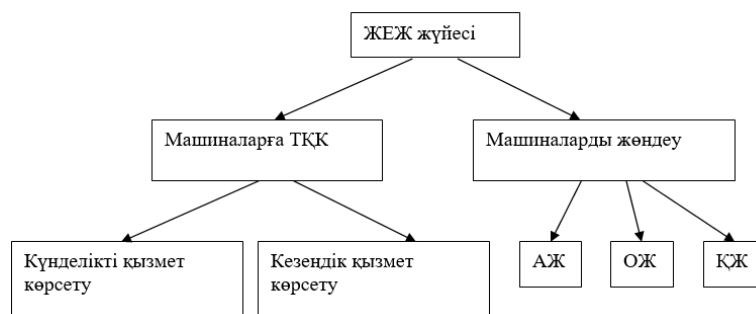 ЖЕЖ жүйесі
Машиналарға ТҚК
Машиналарды жөндеу
Күнделікті қызмет
көрсету
Кезеңдік қызмет
көрсету
АЖ
ОЖ
ҚЖ